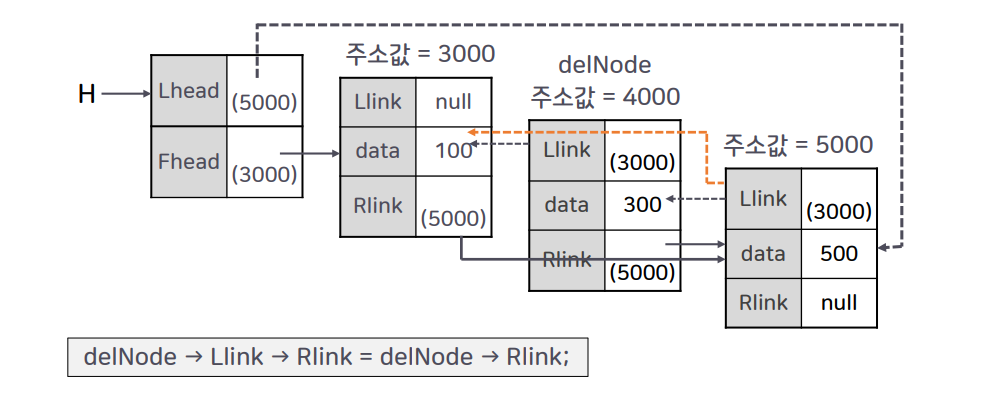 H
Lhead
(5000)
Fhead
(3000)
주소값 = 3000
Llink
null
data
100
Rlink
(5000)
delNode
주소값 = 4000
Llink
(3000)
data
300
Rlink
(5000)
주소값 = 5000
Llink
(3000)
data
500
Rlink
null
delNode → Llink → Rlink = delNode → Rlink;